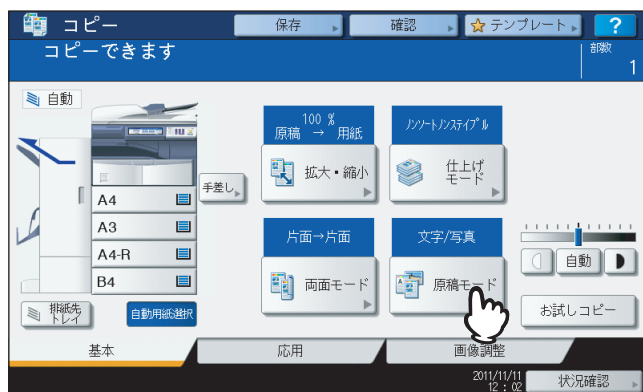 コピー
保存
確認
テンプレート
?
コピーできます
部数
1
自動
A4
A3
A4-R
B4
手差し
排紙先
トレイ
自動用紙選択
100 %
原稿 → 用紙
拡大・縮小
ノンソートノンステイプル
仕上げ
モード
片面→片面
両面モード
文字/写真
原稿モード
自動
お試しコピー
基本
応用
画像調整
2011/11/11
12 : 02
状況確認